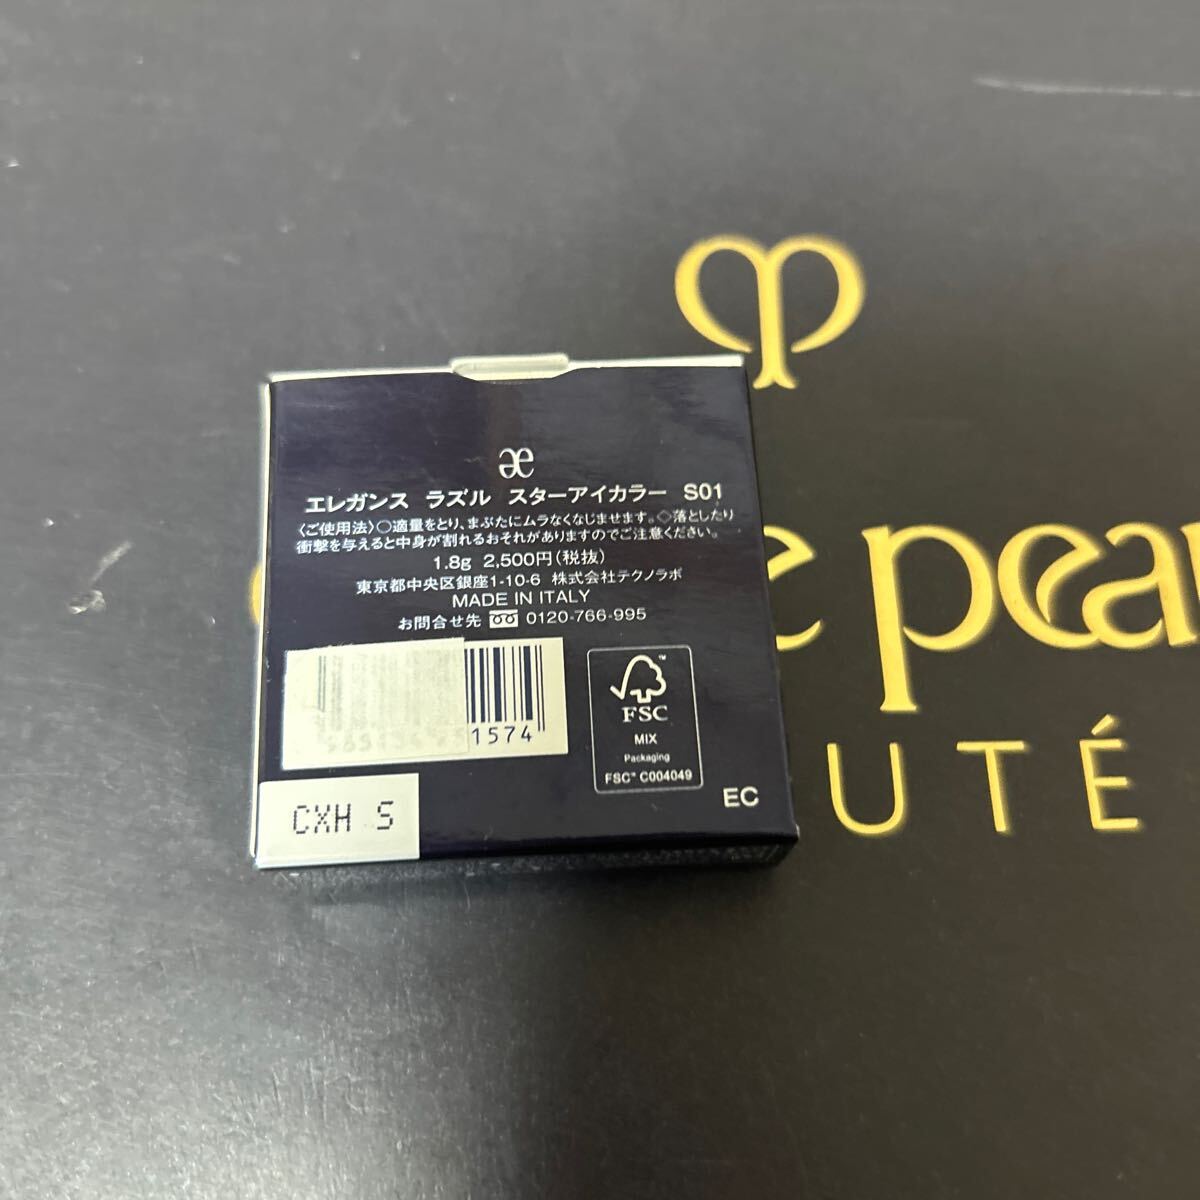 æ
エレガンス ラズル スターアイカラー S01
〈ご使用法〉○適量をとり、まぶたにムラなくなじませます。◇落としたり
衝撃を与えると中身が割れるおそれがありますのでご注意ください。
1.8g 2,500円(税抜)
東京都中央区銀座1-10-6 株式会社テクノラボ
MADE IN ITALY
お問合せ先 0120-766-995
1574
FSC™
MIX
Packaging
FSC™ C004049
CXH S
EC
e pea
UTÉ